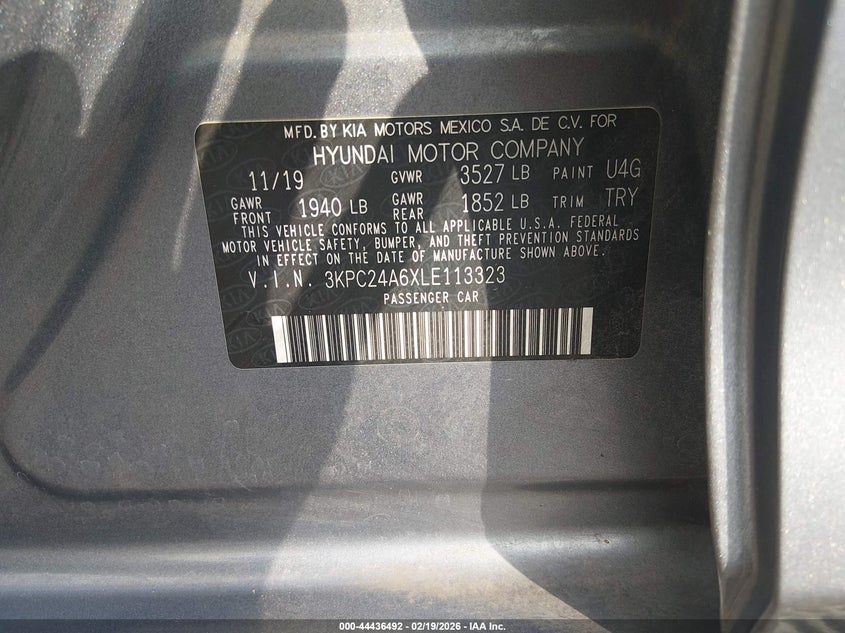 MFD. BY KIA MOTORS MEXICO S.A. DE C.V. FOR
HYUNDAI MOTOR COMPANY
11/19 GVWR 3527 LB PAINT U4G
GAWR FRONT 1940 LB GAWR REAR 1852 LB TRIM TRY
THIS VEHICLE CONFORMS TO ALL APPLICABLE U.S.A. FEDERAL
MOTOR VEHICLE SAFETY, BUMPER, AND THEFT PREVENTION STANDARDS
IN EFFECT ON THE DATE OF MANUFACTURE SHOWN ABOVE.
V.I.N. 3KPC24A6XLE113323
PASSENGER CAR
000-44436492 - 02/19/2026 - IAA Inc.